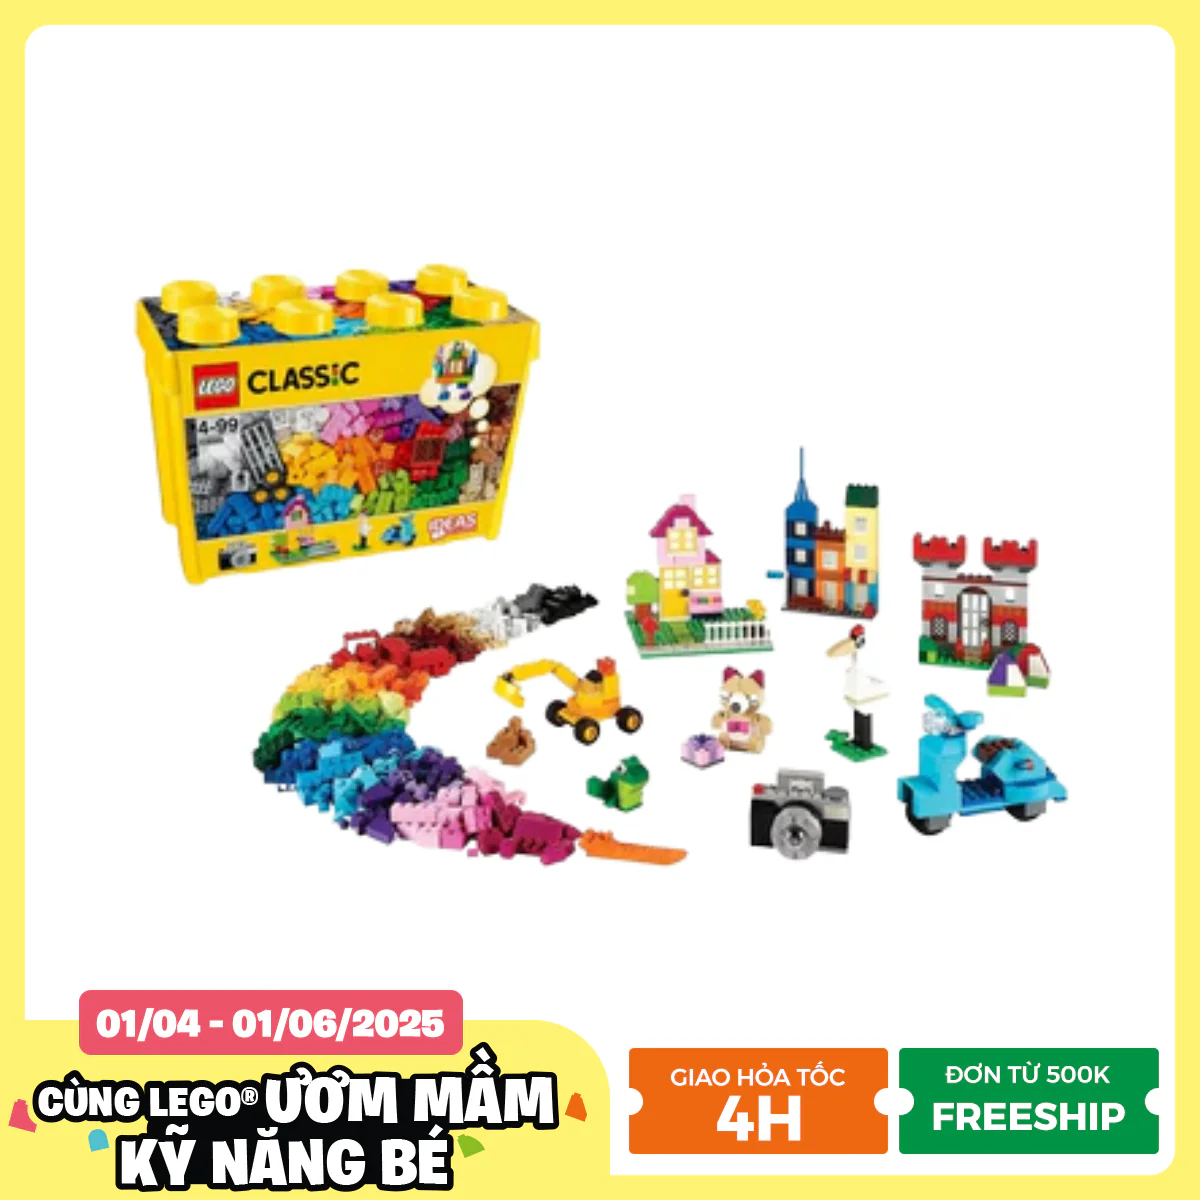 LEGO CLASSIC
4-99
IDEAS
01/04 - 01/06/2025
CÙNG LEGO® ƯƠM MẦM
KỸ NĂNG BÉ
GIAO HỎA TỐC
4H
ĐƠN TỪ 500K
FREESHIP